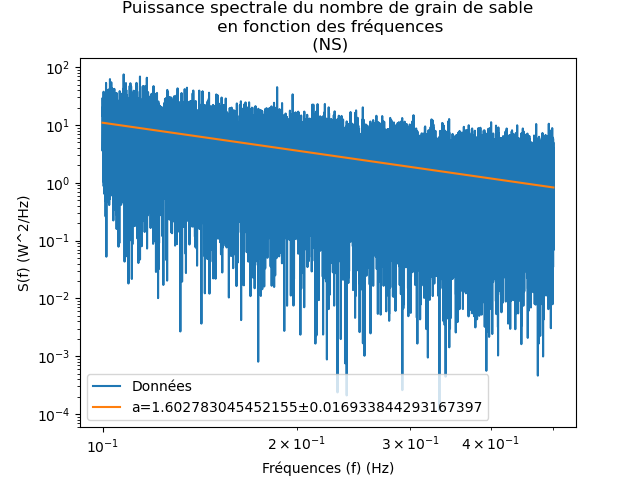 Puissance spectrale du nombre de grain de sable
en fonction des fréquences
(NS)
10^2
10^1
10^0
10^−1
10^−2
10^−3
10^−4
S(f) (W^2/Hz)
Données
a=1.602783045452155±0.016933844293167397
10^−1
2 × 10^−1
3 × 10^−1
4 × 10^−1
Fréquences (f) (Hz)